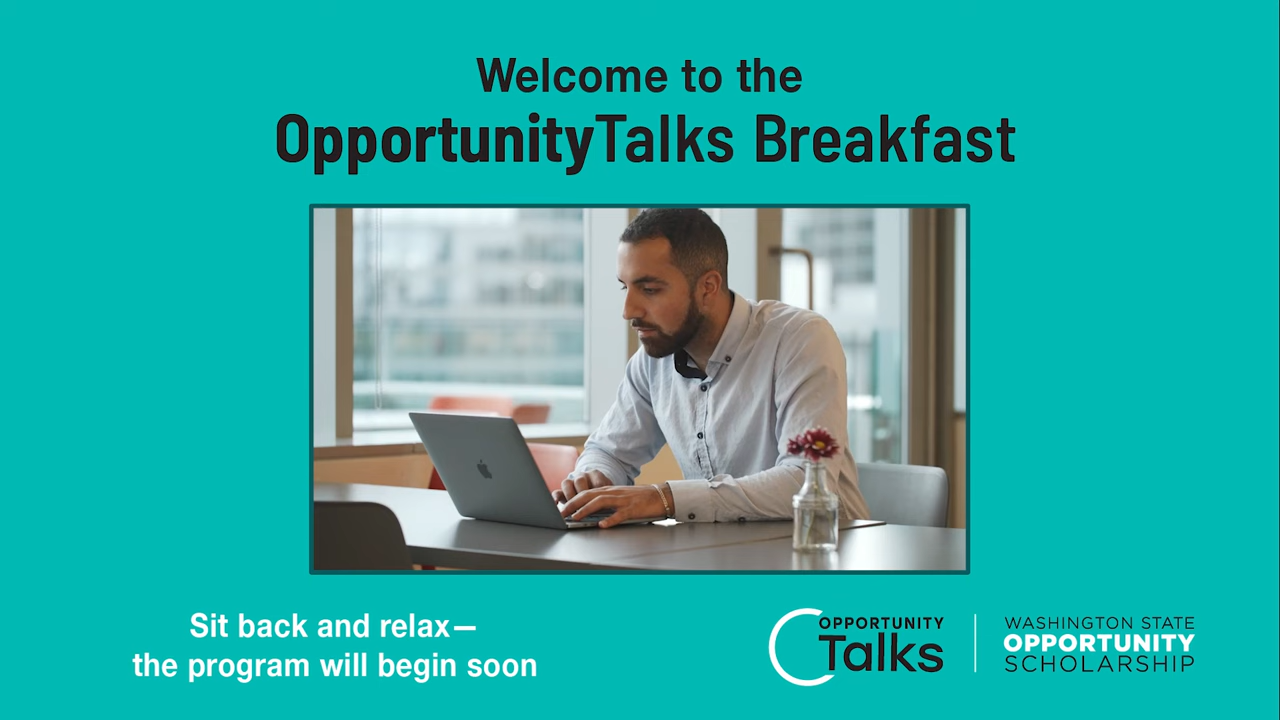 Welcome to the
OpportunityTalks Breakfast
Sit back and relax—
the program will begin soon
OPPORTUNITY
Talks
WASHINGTON STATE
OPPORTUNITY
SCHOLARSHIP